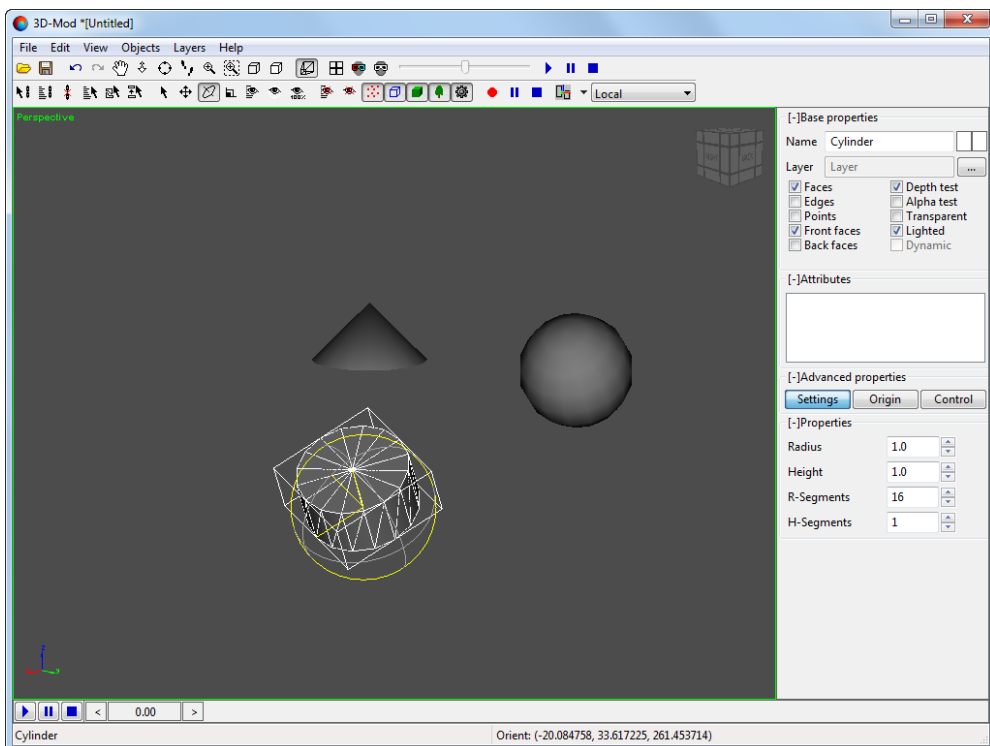 3D-Mod *[Untitled]
File Edit View Objects Layers Help
100%
Local
Perspective
[-]Base properties
Name Cylinder
Layer Layer ...
Faces Depth test
Edges Alpha test
Points Transparent
Front faces Lighted
Back faces Dynamic
[-]Attributes
[-]Advanced properties
Settings Origin Control
[-]Properties
Radius 1.0
Height 1.0
R-Segments 16
H-Segments 1
< 0.00 >
Cylinder Orient: (-20.084758, 33.617225, 261.453714)